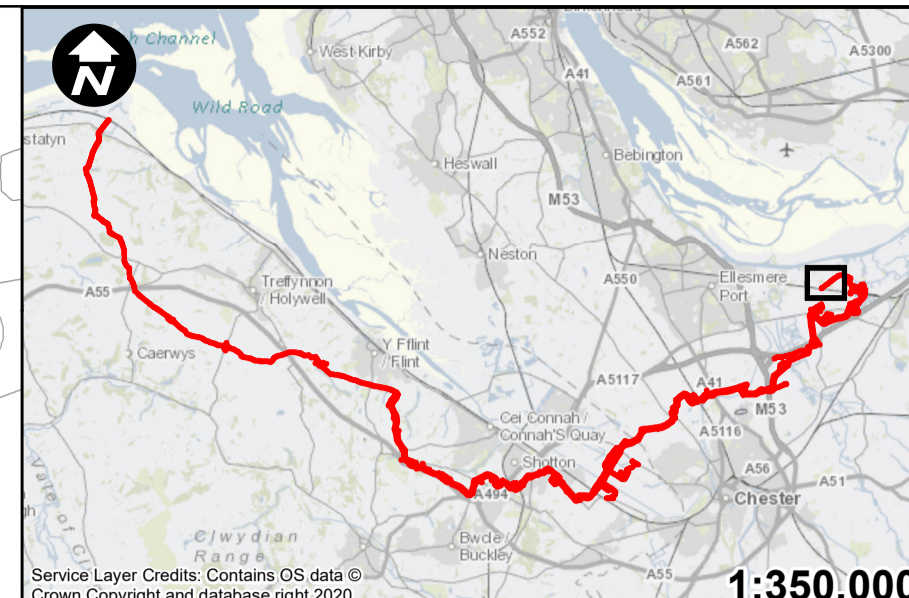 N
h Channel
Wild Road
West Kirby
A552
A562
A5300
A41
A561
statyn
Heswall
Bebington
M53
Neston
A550
Ellesmere
Port
Treffynnon
/ Holywell
A55
Caerwys
Y Fflint
/ Flint
A5117
A41
M53
Cei Connah /
Connah'S Quay
A5116
Shotton
A494
A56
A51
Chester
Clwydian
Range
Bwcle /
Buckley
A55
Service Layer Credits: Contains OS data ©
Crown Copyright and database right 2020
1:350,000